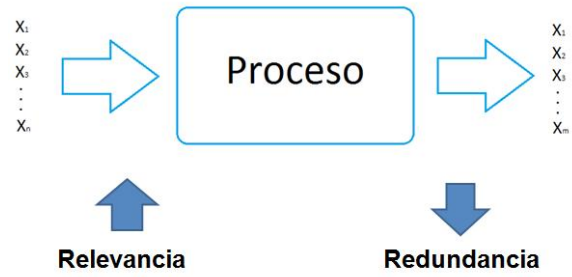 X₁
X₂
X₃
⋮
Xₙ
Proceso
X₁
X₂
X₃
⋮
Xₘ
Relevancia
Redundancia